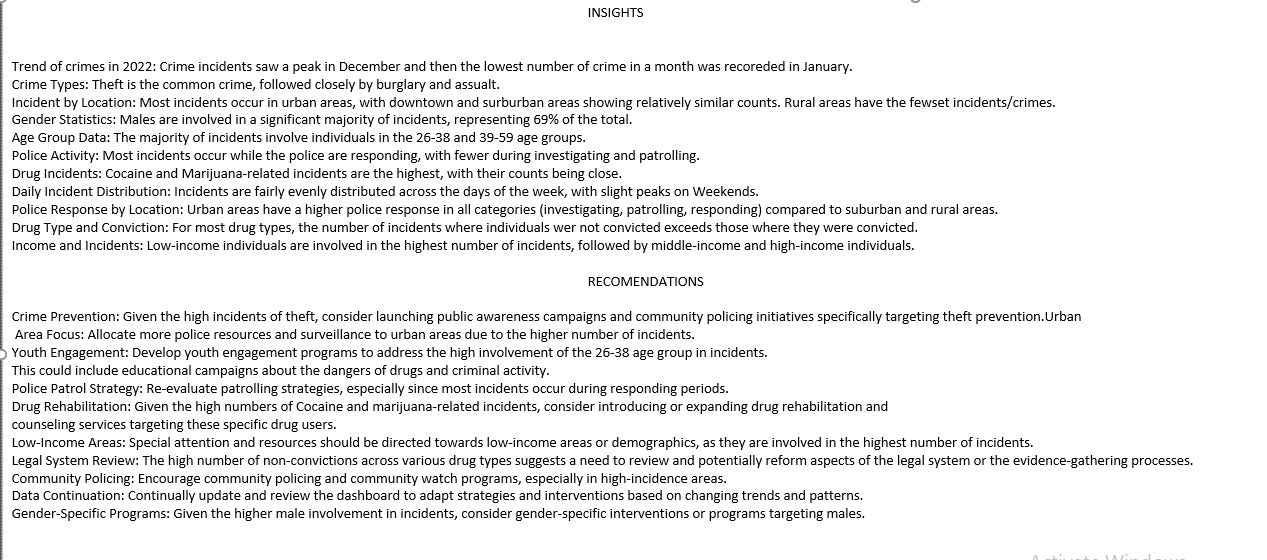 INSIGHTS
Trend of crimes in 2022: Crime incidents saw a peak in December and then the lowest number of crime in a month was recoreded in January.
Crime Types: Theft is the common crime, followed closely by burglary and assualt.
Incident by Location: Most incidents occur in urban areas, with downtown and surburban areas showing relatively similar counts. Rural areas have the fewset incidents/crimes.
Gender Statistics: Males are involved in a significant majority of incidents, representing 69% of the total.
Age Group Data: The majority of incidents involve individuals in the 26-38 and 39-59 age groups.
Police Activity: Most incidents occur while the police are responding, with fewer during investigating and patrolling.
Drug Incidents: Cocaine and Marijuana-related incidents are the highest, with their counts being close.
Daily Incident Distribution: Incidents are fairly evenly distributed across the days of the week, with slight peaks on Weekends.
Police Response by Location: Urban areas have a higher police response in all categories (investigating, patrolling, responding) compared to suburban and rural areas.
Drug Type and Conviction: For most drug types, the number of incidents where individuals wer not convicted exceeds those where they were convicted.
Income and Incidents: Low-income individuals are involved in the highest number of incidents, followed by middle-income and high-income individuals.
RECOMENDATIONS
Crime Prevention: Given the high incidents of theft, consider launching public awareness campaigns and community policing initiatives specifically targeting theft prevention.Urban
Area Focus: Allocate more police resources and surveillance to urban areas due to the higher number of incidents.
Youth Engagement: Develop youth engagement programs to address the high involvement of the 26-38 age group in incidents.
This could include educational campaigns about the dangers of drugs and criminal activity.
Police Patrol Strategy: Re-evaluate patrolling strategies, especially since most incidents occur during responding periods.
Drug Rehabilitation: Given the high numbers of Cocaine and marijuana-related incidents, consider introducing or expanding drug rehabilitation and
counseling services targeting these specific drug users.
Low-Income Areas: Special attention and resources should be directed towards low-income areas or demographics, as they are involved in the highest number of incidents.
Legal System Review: The high number of non-convictions across various drug types suggests a need to review and potentially reform aspects of the legal system or the evidence-gathering processes.
Community Policing: Encourage community policing and community watch programs, especially in high-incidence areas.
Data Continuation: Continually update and review the dashboard to adapt strategies and interventions based on changing trends and patterns.
Gender-Specific Programs: Given the higher male involvement in incidents, consider gender-specific interventions or programs targeting males.
Activate Windows